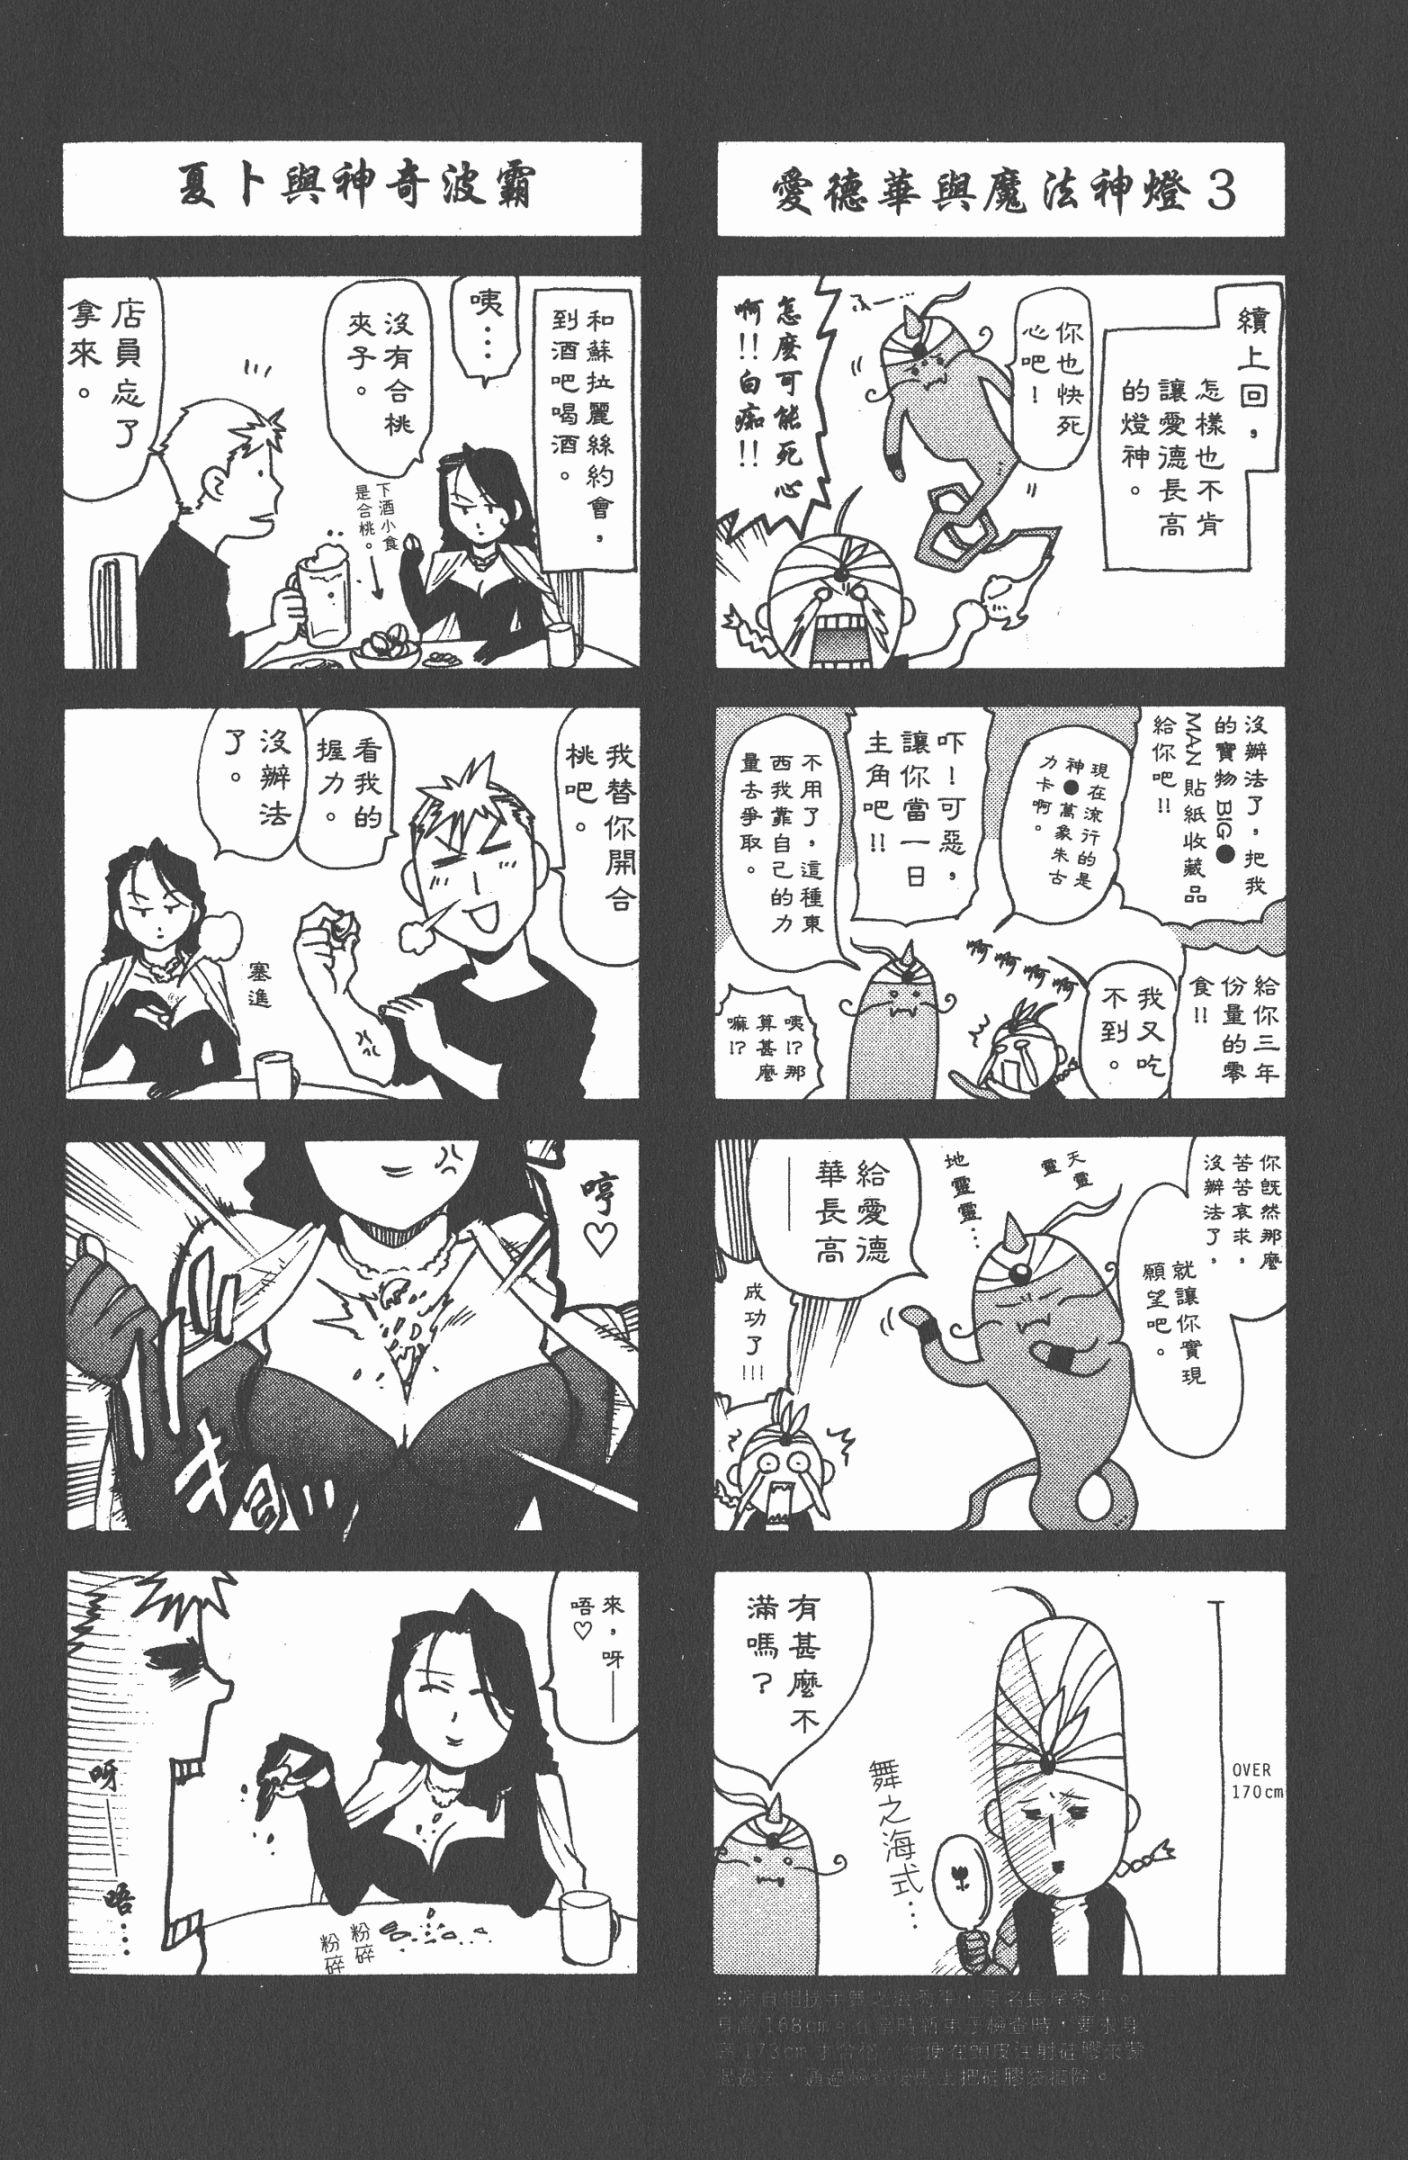 愛德華與魔法神燈３
續上回，
怎樣也不肯
讓愛德長高
的燈神。
你也快死
心吧！
怎麼可能死心
啊!!白痴!!
沒辦法了，把我
的寶物BIG●
MAN貼紙收藏品
給你吧!!
現在流行的是
神●萬象朱古
力卡啊。
吓！可惡，
讓你當一日
主角吧!!
不用了，這種東
西我靠自己的力
量去爭取。
給你三年
份量的零
食!!
我又吃
不到。
啊啊啊啊
咦!?那
算甚麼
嘛!?
你既然那麼
苦苦哀求，
沒辦法了，
就讓你實現
願望吧。
天靈靈
地靈靈…
給愛德
華長高
——
成功了!!!
OVER
170cm
有甚麼不
滿嗎？
舞之海式…
夏卜與神奇波霸
和蘇拉麗絲約會，
到酒吧喝酒。
咦…
沒有合桃
夾子。
下酒小食
是合桃。
店員忘了
拿來。
我替你開合
桃吧。
看我的
握力。
沒辦法
了。
塞進
哼♡
來，呀——
唔♡
粉碎
粉碎
呀——唔…